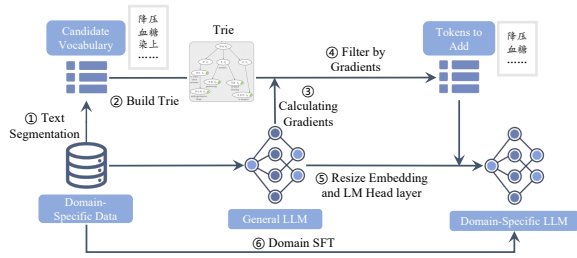 Candidate
Vocabulary
降压
血糖
染上
……
Trie
④ Filter by
Gradients
Tokens to
Add
降压
血糖
……
① Text
Segmentation
② Build Trie
③
Calculating
Gradients
⑤ Resize Embedding
and LM Head layer
Domain-
Specific Data
General LLM
Domain-Specific LLM
⑥ Domain SFT